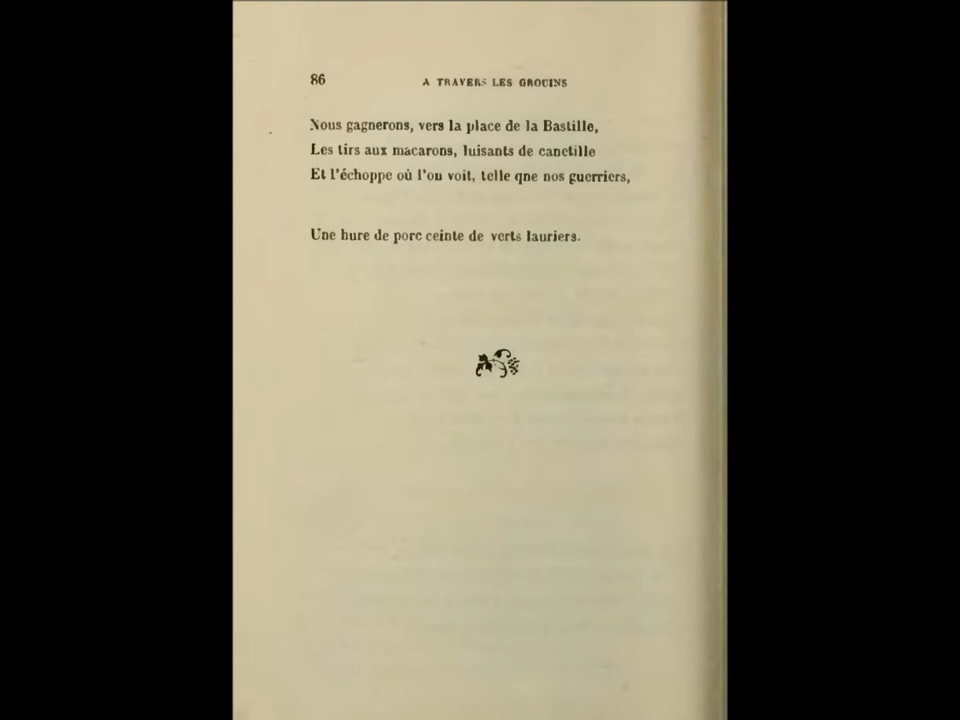 86
A TRAVERS LES GROUINS
Nous gagnerons, vers la place de la Bastille,
Les tirs aux macarons, luisants de canetille
Et l'échoppe où l'ou voit, telle qne nos guerriers,
Une hure de porc ceinte de verts lauriers.